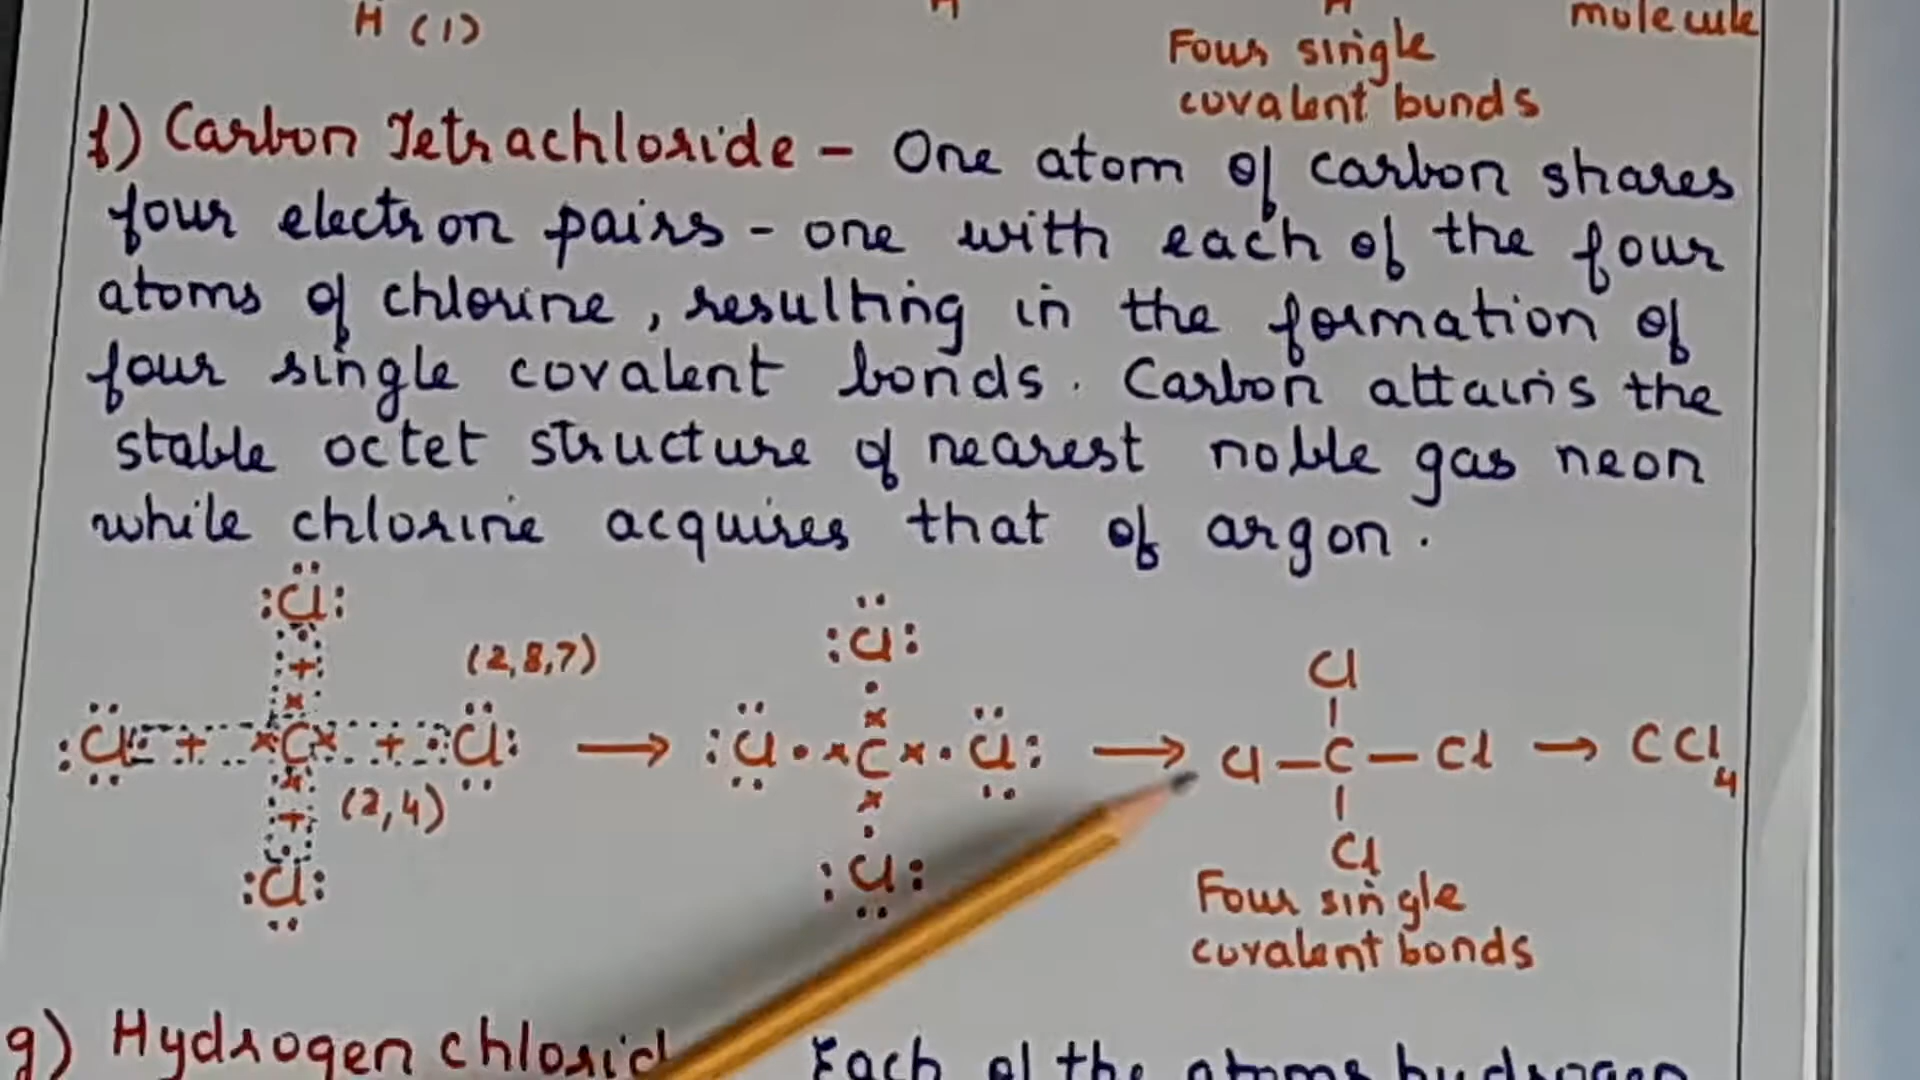 H (1)
H
H
molecule
Four single
covalent bunds
f) Carbon Tetrachloride - One atom of carbon shares
four electron pairs - one with each of the four
atoms of chlorine, resulting in the formation of
four single covalent bonds. Carbon attains the
stable octet structure of nearest noble gas neon
while chlorine acquires that of argon.
Cl
(2,8,7)
Cl + C + Cl
+
+
(2,4)
Cl
→
Cl
Cl C Cl
Cl
→
Cl
Cl — C — Cl → CCl4
Cl
Four single
covalent bonds
g) Hydrogen chlorid Each of the atoms hydrogen